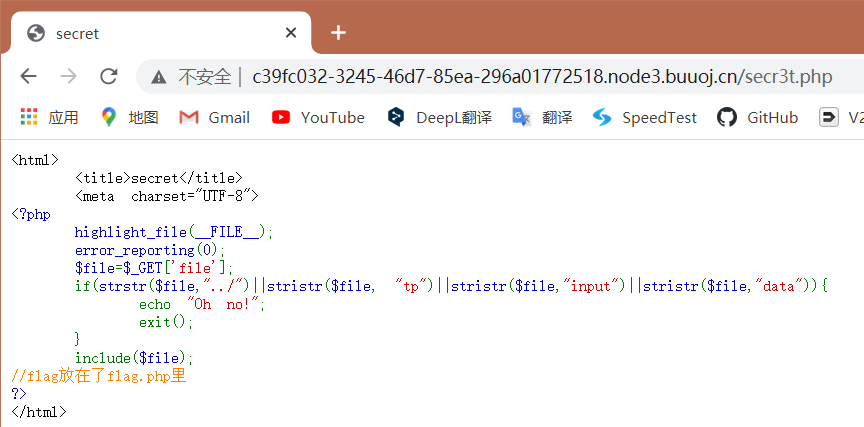 secret
不安全 | c39fc032-3245-46d7-85ea-296a01772518.node3.buuoj.cn/secr3t.php
应用 地图 Gmail YouTube DeepL翻译 翻译 SpeedTest GitHub V2
<html>
<title>secret</title>
<meta charset="UTF-8">
<?php
highlight_file(__FILE__);
error_reporting(0);
$file=$_GET['file'];
if(strstr($file,"../")||stristr($file, "tp")||stristr($file,"input")||stristr($file,"data")){
echo "Oh no!";
exit();
}
include($file);
//flag放在了flag.php里
?>
</html>